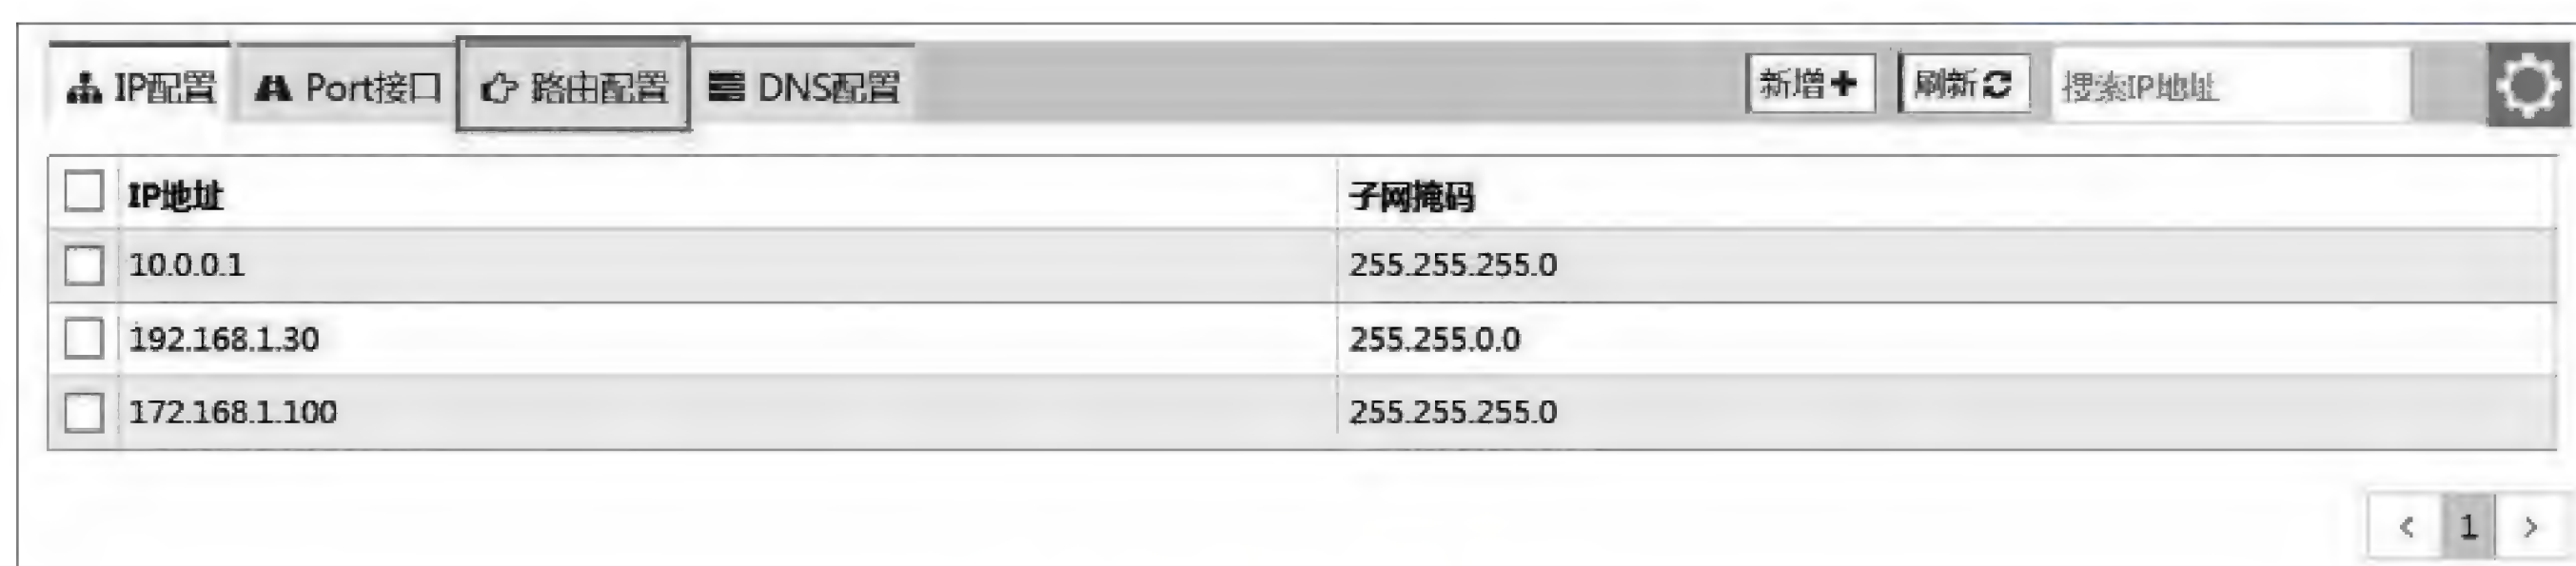 IP配置 Port接口 路由配置 DNS配置 新增 刷新 搜索IP地址
IP地址 子网掩码
10.0.0.1 255.255.255.0
192.168.1.30 255.255.0.0
172.168.1.100 255.255.255.0
< 1 >